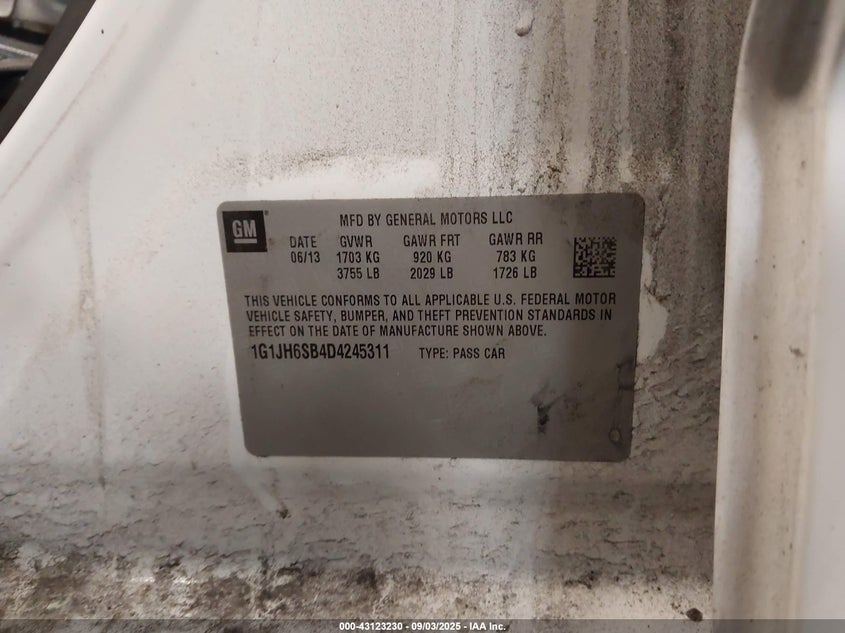 GM®
MFD BY GENERAL MOTORS LLC
DATE GVWR GAWR FRT GAWR RR
06/13 1703 KG 920 KG 783 KG
3755 LB 2029 LB 1726 LB
THIS VEHICLE CONFORMS TO ALL APPLICABLE U.S. FEDERAL MOTOR
VEHICLE SAFETY, BUMPER, AND THEFT PREVENTION STANDARDS IN
EFFECT ON THE DATE OF MANUFACTURE SHOWN ABOVE.
1G1JH6SB4D4245311 TYPE: PASS CAR
000-43123230 - 09/03/2025 - IAA Inc.